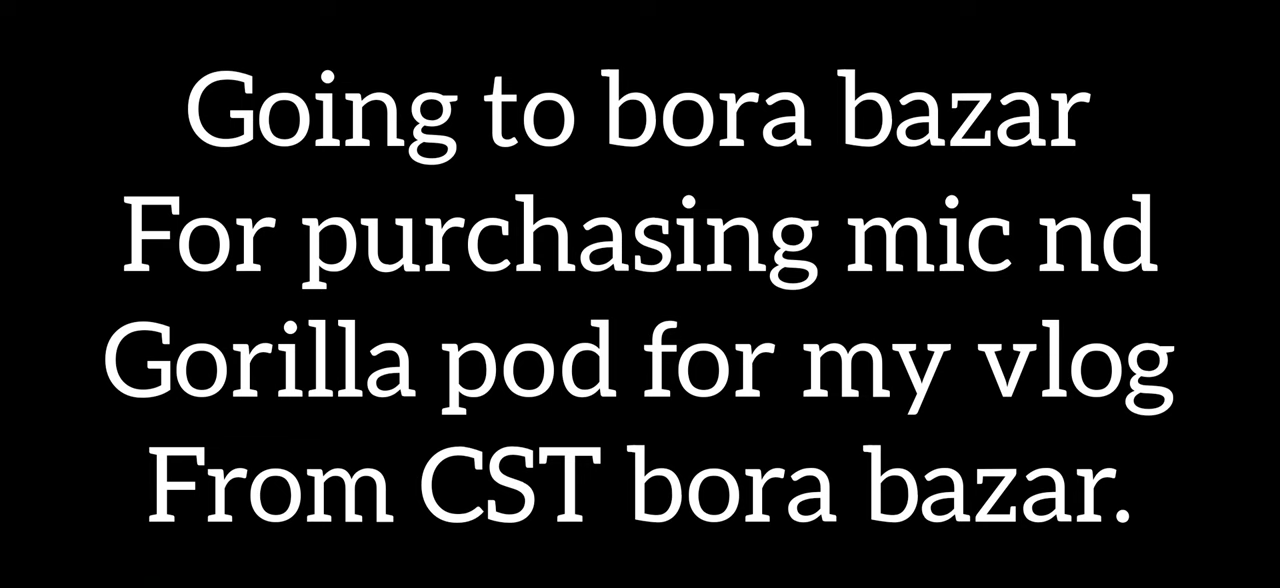 Going to bora bazar
For purchasing mic nd
Gorilla pod for my vlog
From CST bora bazar.